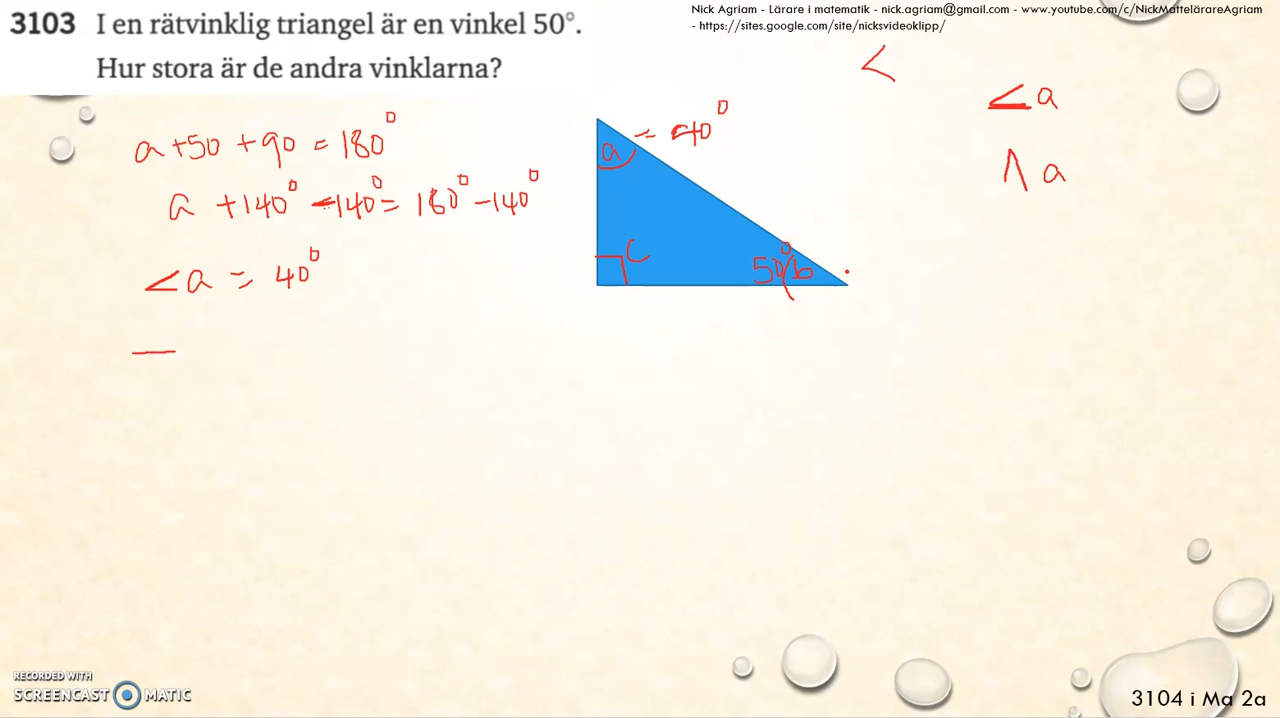 3103 I en rätvinklig triangel är en vinkel 50°.
Hur stora är de andra vinklarna?
Nick Agriam - Lärare i matematik - nick.agriam@gmail.com - www.youtube.com/c/NickMattelärareAgriam
- https://sites.google.com/site/nicksvideoklipp/
<
∠a
∧ a
a + 50 + 90 = 180°
a + 140° - 140° = 180° - 140°
∠a = 40°
a = 40°
c
50° b
RECORDED WITH
SCREENCAST MATIC
3104 i Ma 2a